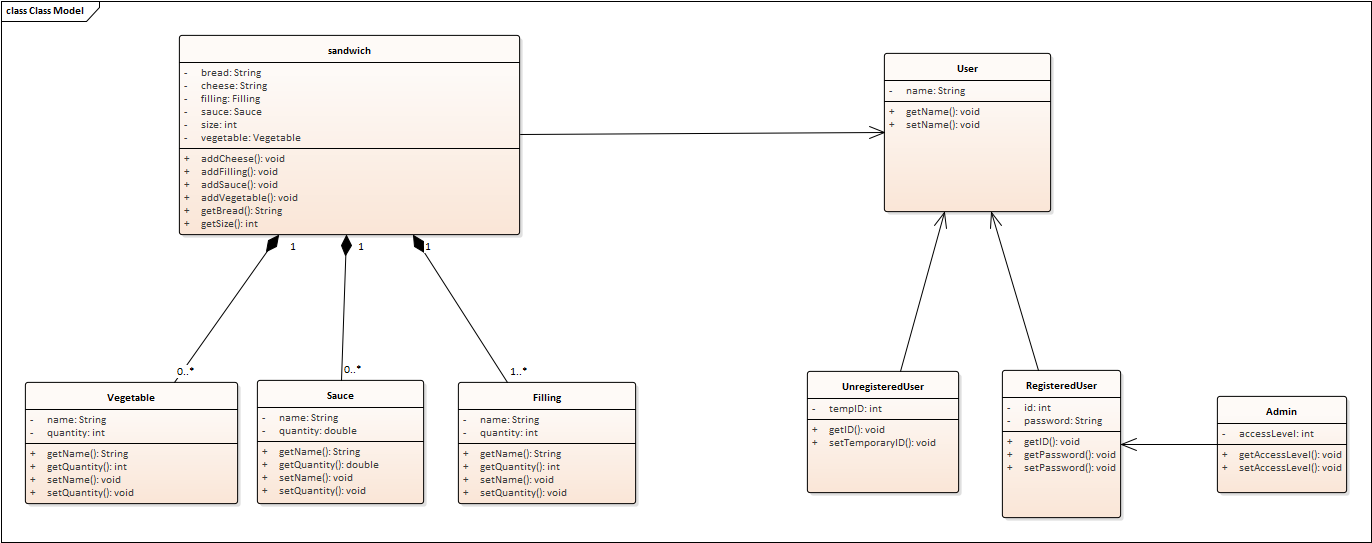 class Class Model
sandwich
- bread: String
- cheese: String
- filling: Filling
- sauce: Sauce
- size: int
- vegetable: Vegetable
+ addCheese(): void
+ addFilling(): void
+ addSauce(): void
+ addVegetable(): void
+ getBread(): String
+ getSize(): int
User
- name: String
+ getName(): void
+ setName(): void
1
1
1
0..*
0..*
1..*
Vegetable
- name: String
- quantity: int
+ getName(): String
+ getQuantity(): int
+ setName(): void
+ setQuantity(): void
Sauce
- name: String
- quantity: double
+ getName(): String
+ getQuantity(): double
+ setName(): void
+ setQuantity(): void
Filling
- name: String
- quantity: int
+ getName(): String
+ getQuantity(): int
+ setName(): void
+ setQuantity(): void
UnregisteredUser
- tempID: int
+ getID(): void
+ setTemporaryID(): void
RegisteredUser
- id: int
- password: String
+ getID(): void
+ getPassword(): void
+ setPassword(): void
Admin
- accessLevel: int
+ getAccessLevel(): void
+ setAccessLevel(): void